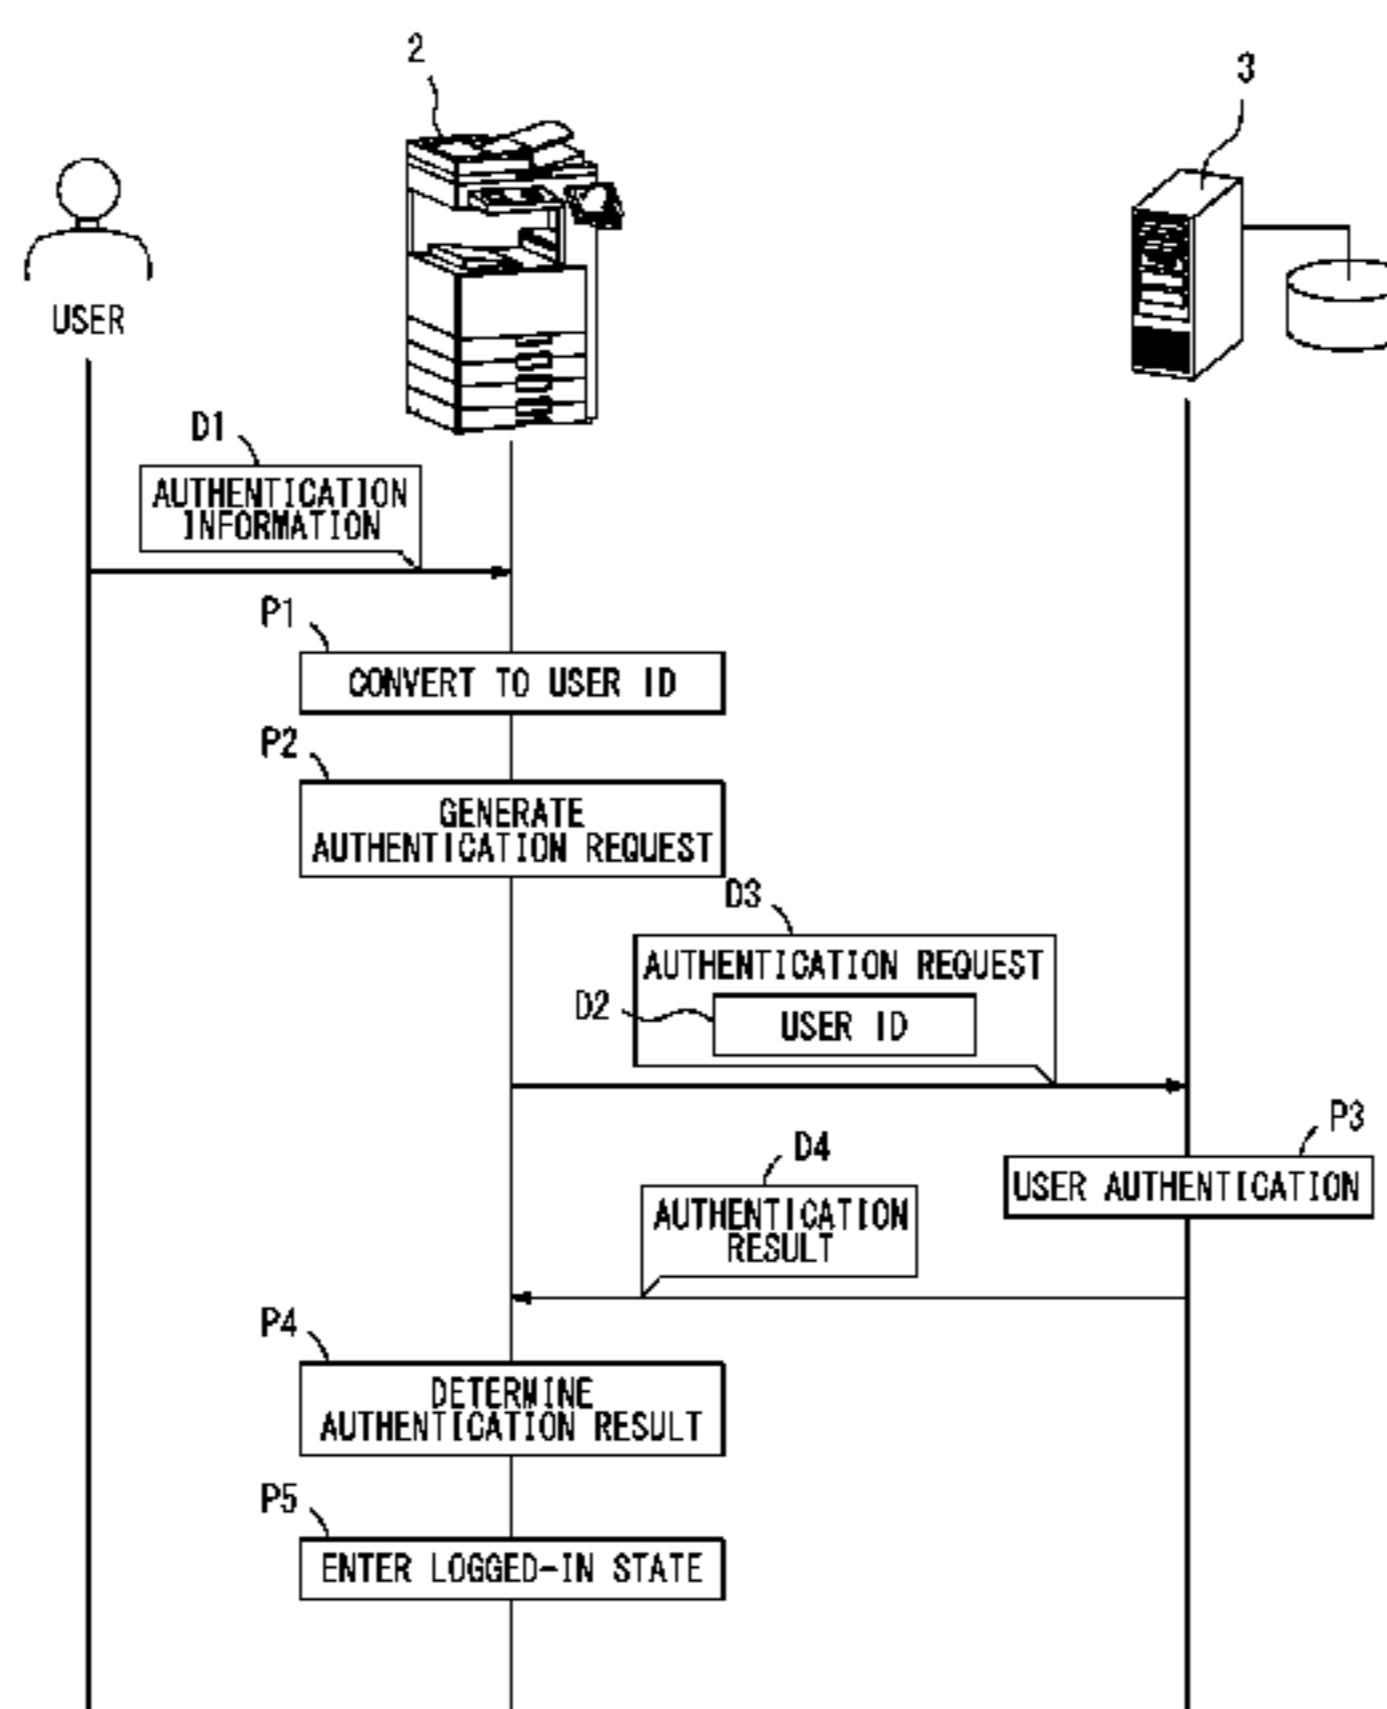 2
3
USER
D1
AUTHENTICATION
INFORMATION
P1
CONVERT TO USER ID
P2
GENERATE
AUTHENTICATION REQUEST
D3
AUTHENTICATION REQUEST
D2
USER ID
P3
USER AUTHENTICATION
D4
AUTHENTICATION
RESULT
P4
DETERMINE
AUTHENTICATION RESULT
P5
ENTER LOGGED-IN STATE